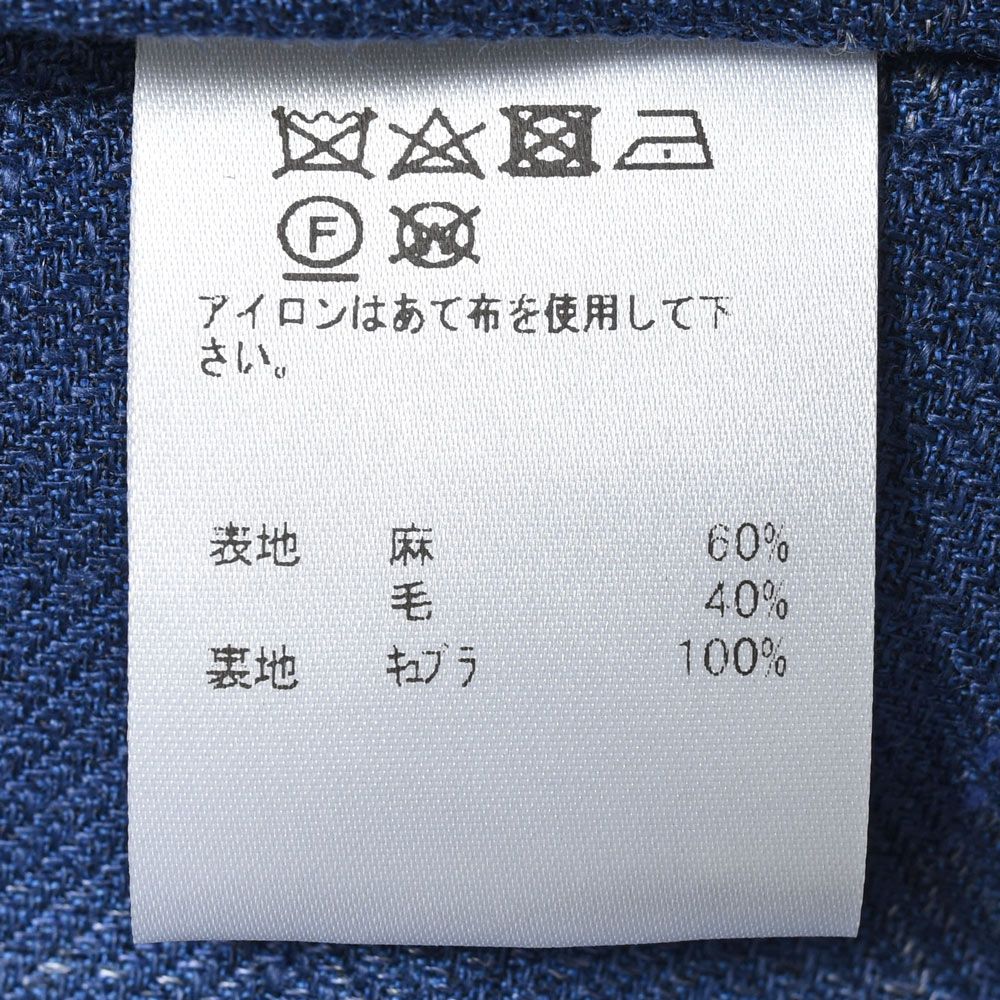 F
W
アイロンはあて布を使用して下
さい。
表地 麻 60%
毛 40%
裏地 キュプラ 100%